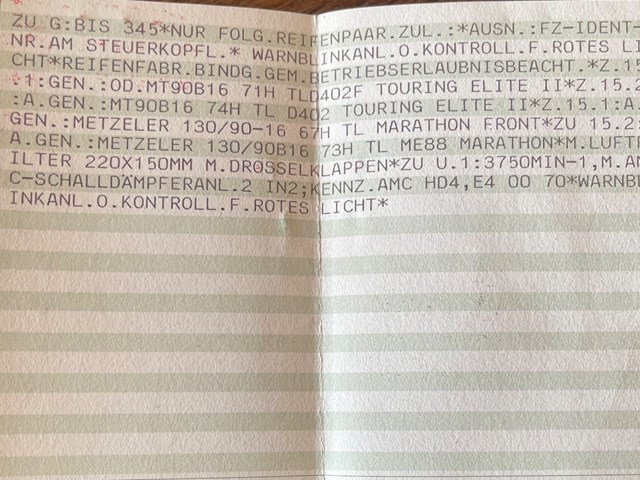 ZU G:BIS 345*NUR FOLG.REIFENPAAR.ZUL.:*AUSN.:FZ-IDENT
NR.AM STEUERKOPFL.* WARNBLINKANL.O.KONTROLL.F.ROTES LI
CHT*REIFENFABR.BINDG.GEM.BETRIEBSERLAUBNISBEACHT.*Z.15
.1:GEN.:OD.MT90B16 71H TLD402F TOURING ELITE II*Z.15.2
:A.GEN.:MT90B16 74H TL D402 TOURING ELITE II*Z.15.1:A
GEN.:METZELER 130/90-16 67H TL MARATHON FRONT*ZU 15.2:
A.GEN.:METZELER 130/90B16 73H TL ME88 MARATHON*M.LUFTF
ILTER 220X150MM M.DROSSELKLAPPEN*ZU U.1:3750MIN-1,M.AM
C-SCHALLDÄMPFERANL.2 IN2;KENNZ.AMC HD4,E4 00 70*WARNBL
INKANL.O.KONTROLL.F.ROTES LICHT*